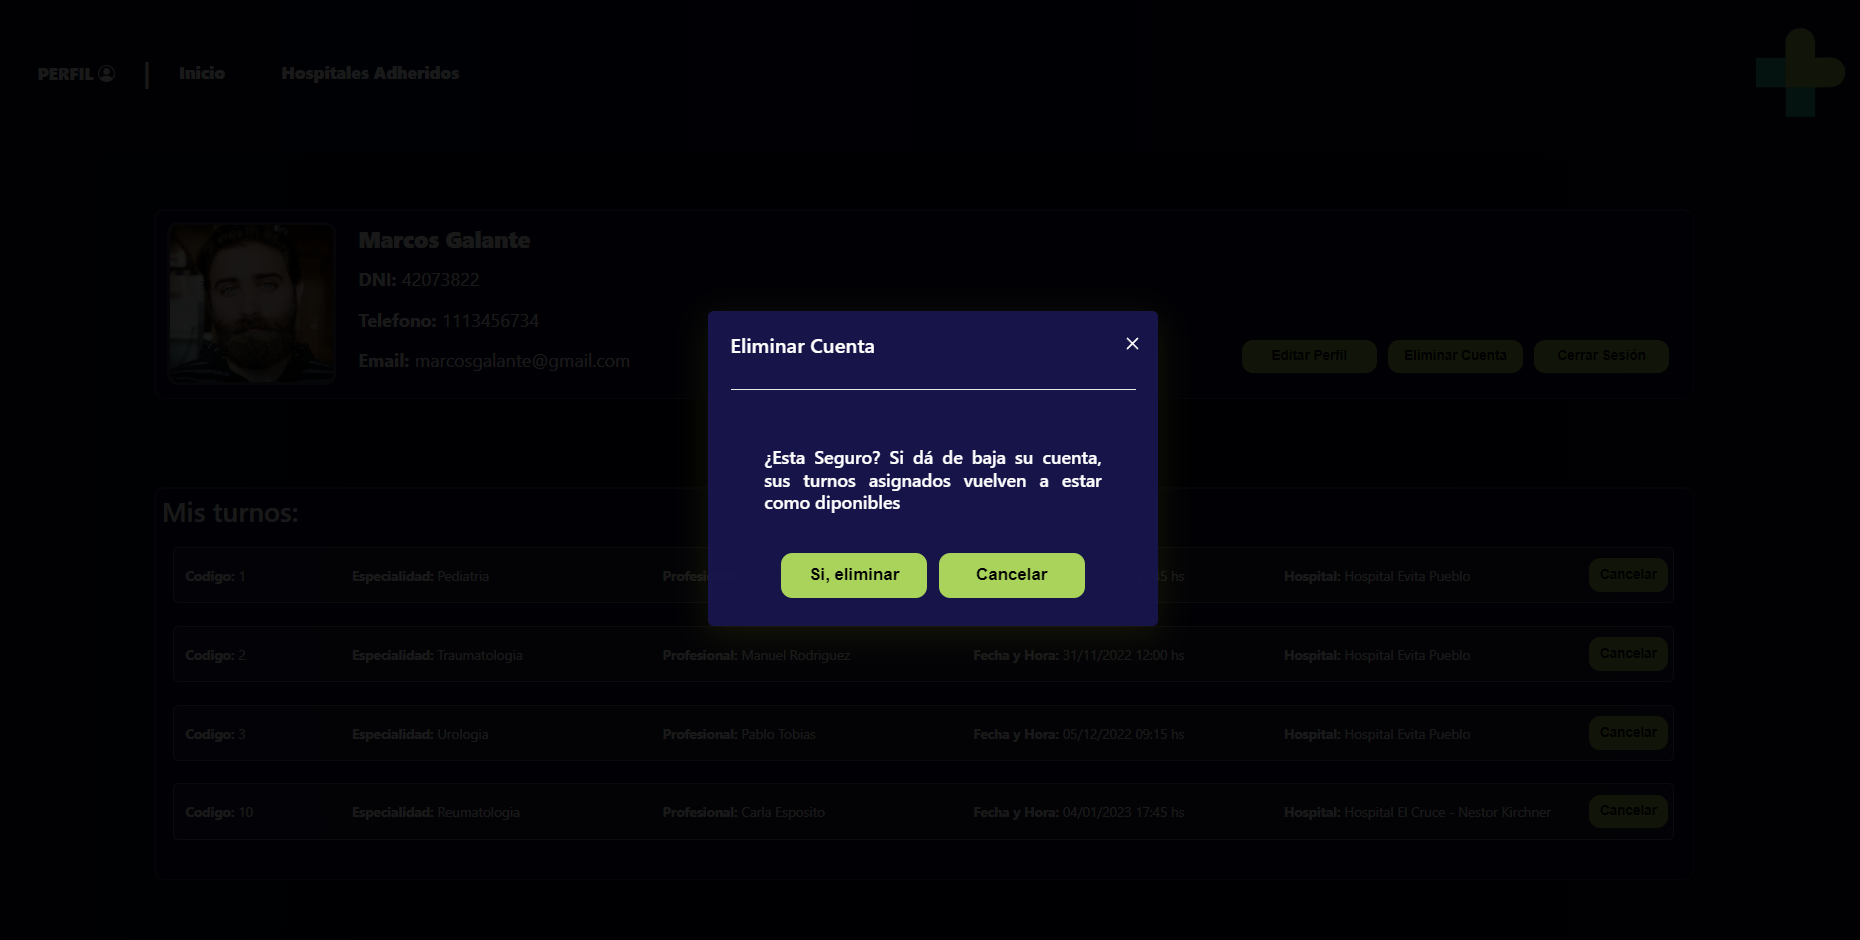 PERFIL
Inicio
Hospitales Adheridos
Marcos Galante
DNI: 42073822
Telefono: 1113456734
Email: marcosgalante@gmail.com
Editar Perfil
Eliminar Cuenta
Cerrar Sesión
Eliminar Cuenta
¿Esta Seguro? Si dá de baja su cuenta,
sus turnos asignados vuelven a estar
como diponibles
Si, eliminar
Cancelar
Mis turnos:
Codigo: 1 Especialidad: Pediatria hs Hospital: Hospital Evita Pueblo Cancelar
Codigo: 2 Especialidad: Traumatologia Profesional: Manuel Rodriguez Fecha y Hora: 31/11/2022 12:00 hs Hospital: Hospital Evita Pueblo Cancelar
Codigo: 3 Especialidad: Urologia Profesional: Pablo Tobias Fecha y Hora: 05/12/2022 09:15 hs Hospital: Hospital Evita Pueblo Cancelar
Codigo: 10 Especialidad: Reumatologia Profesional: Carla Esposito Fecha y Hora: 04/01/2023 17:45 hs Hospital: Hospital El Cruce - Nestor Kirchner Cancelar